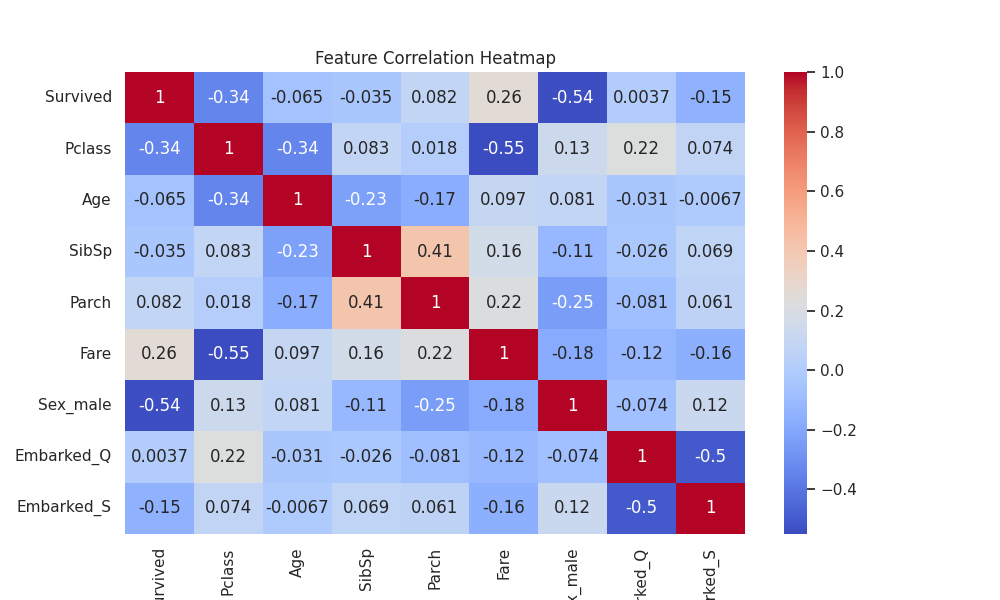 Feature Correlation Heatmap
Survived 1 -0.34 -0.065 -0.035 0.082 0.26 -0.54 0.0037 -0.15
Pclass -0.34 1 -0.34 0.083 0.018 -0.55 0.13 0.22 0.074
Age -0.065 -0.34 1 -0.23 -0.17 0.097 0.081 -0.031 -0.0067
SibSp -0.035 0.083 -0.23 1 0.41 0.16 -0.11 -0.026 0.069
Parch 0.082 0.018 -0.17 0.41 1 0.22 -0.25 -0.081 0.061
Fare 0.26 -0.55 0.097 0.16 0.22 1 -0.18 -0.12 -0.16
Sex_male -0.54 0.13 0.081 -0.11 -0.25 -0.18 1 -0.074 0.12
Embarked_Q 0.0037 0.22 -0.031 -0.026 -0.081 -0.12 -0.074 1 -0.5
Embarked_S -0.15 0.074 -0.0067 0.069 0.061 -0.16 0.12 -0.5 1
urvived
Pclass
Age
SibSp
Parch
Fare
x_male
rked_Q
rked_S
1.0
0.8
0.6
0.4
0.2
0.0
−0.2
−0.4